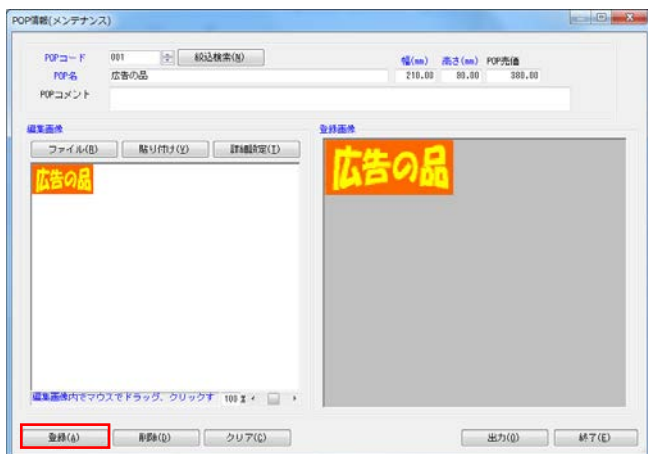 POP情報(メンテナンス)
POPコード 001 絞込検索(N) 幅(mm) 高さ(mm) POP売価
POP名 広告の品 210.00 80.00 380.00
POPコメント
編集画像 登録画像
ファイル(B) 貼り付け(V) 詳細設定(I)
広告の品 広告の品
編集画像内でマウスでドラッグ、クリックす 100 %
登録(A) 削除(D) クリア(C) 出力(O) 終了(E)